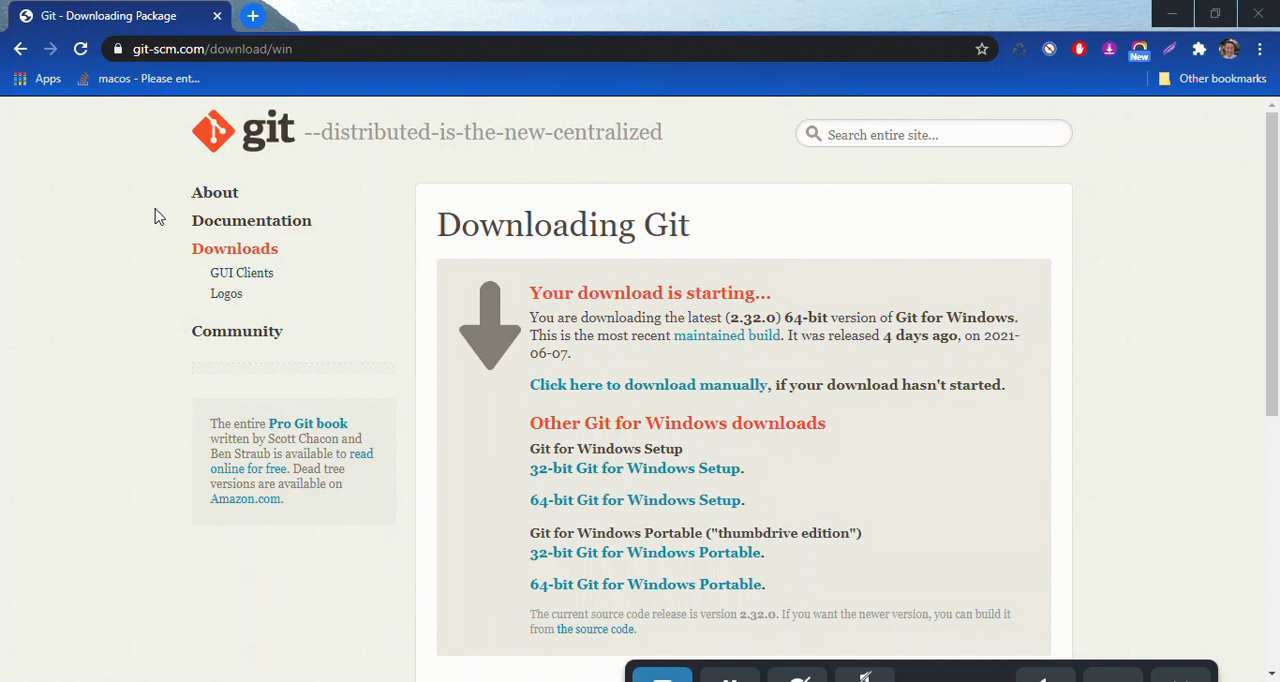 Git - Downloading Package
git-scm.com/download/win
New
Apps
macos - Please ent...
Other bookmarks
git --distributed-is-the-new-centralized
Search entire site...
About
Documentation
Downloads
GUI Clients
Logos
Community
The entire Pro Git book
written by Scott Chacon and
Ben Straub is available to read
online for free. Dead tree
versions are available on
Amazon.com.
Downloading Git
Your download is starting...
You are downloading the latest (2.32.0) 64-bit version of Git for Windows.
This is the most recent maintained build. It was released 4 days ago, on 2021-
06-07.
Click here to download manually, if your download hasn't started.
Other Git for Windows downloads
Git for Windows Setup
32-bit Git for Windows Setup.
64-bit Git for Windows Setup.
Git for Windows Portable ("thumbdrive edition")
32-bit Git for Windows Portable.
64-bit Git for Windows Portable.
The current source code release is version 2.32.0. If you want the newer version, you can build it
from the source code.